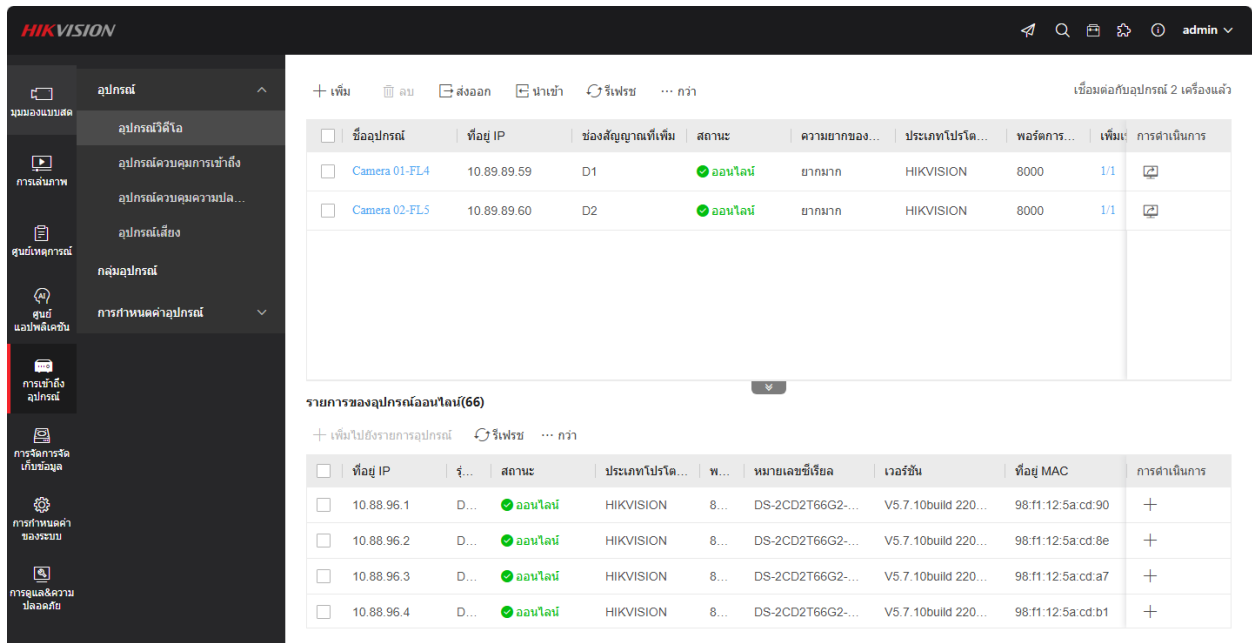 HIKVISION
admin
มุมมองแบบสด
การเล่นภาพ
ศูนย์เหตุการณ์
ศูนย์
แอปพลิเคชัน
การเข้าถึง
อุปกรณ์
การจัดการจัด
เก็บข้อมูล
การกำหนดค่า
ของระบบ
การดูแล&ความ
ปลอดภัย
อุปกรณ์
อุปกรณ์วิดีโอ
อุปกรณ์ควบคุมการเข้าถึง
อุปกรณ์ควบคุมความปล...
อุปกรณ์เสียง
กลุ่มอุปกรณ์
การกำหนดค่าอุปกรณ์
เพิ่ม ลบ ส่งออก นำเข้า รีเฟรช ... กว่า เชื่อมต่อกับอุปกรณ์ 2 เครื่องแล้ว
ชื่ออุปกรณ์ ที่อยู่ IP ช่องสัญญาณที่เพิ่ม สถานะ ความยากของ... ประเภทโปรโต... พอร์ตการ... เพิ่ม การดำเนินการ
Camera 01-FL4 10.89.89.59 D1 ออนไลน์ ยากมาก HIKVISION 8000 1/1
Camera 02-FL5 10.89.89.60 D2 ออนไลน์ ยากมาก HIKVISION 8000 1/1
รายการของอุปกรณ์ออนไลน์(66)
เพิ่มไปยังรายการอุปกรณ์ รีเฟรช ... กว่า
ที่อยู่ IP รุ่... สถานะ ประเภทโปรโต... พ... หมายเลขซีเรียล เวอร์ชัน ที่อยู่ MAC การดำเนินการ
10.88.96.1 D... ออนไลน์ HIKVISION 8... DS-2CD2T66G2-... V5.7.10build 220... 98:f1:12:5a:cd:90
10.88.96.2 D... ออนไลน์ HIKVISION 8... DS-2CD2T66G2-... V5.7.10build 220... 98:f1:12:5a:cd:8e
10.88.96.3 D... ออนไลน์ HIKVISION 8... DS-2CD2T66G2-... V5.7.10build 220... 98:f1:12:5a:cd:a7
10.88.96.4 D... ออนไลน์ HIKVISION 8... DS-2CD2T66G2-... V5.7.10build 220... 98:f1:12:5a:cd:b1